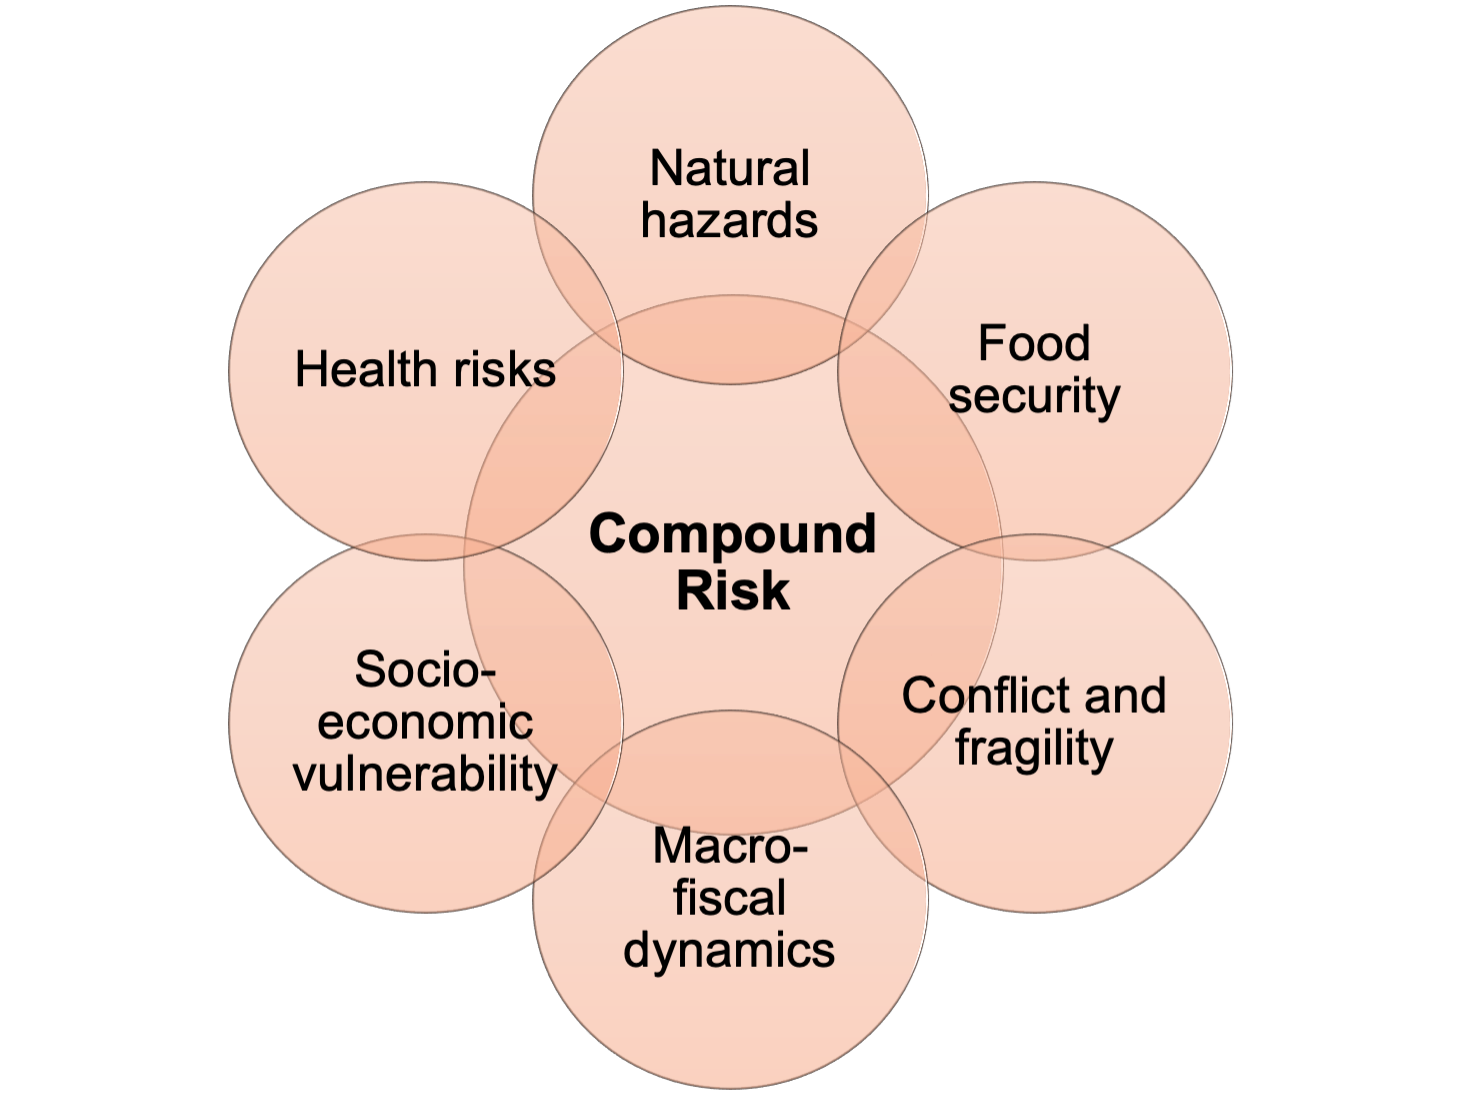 Natural
hazards
Food
security
Health risks
Compound
Risk
Socio-
economic
vulnerability
Conflict and
fragility
Macro-
fiscal
dynamics